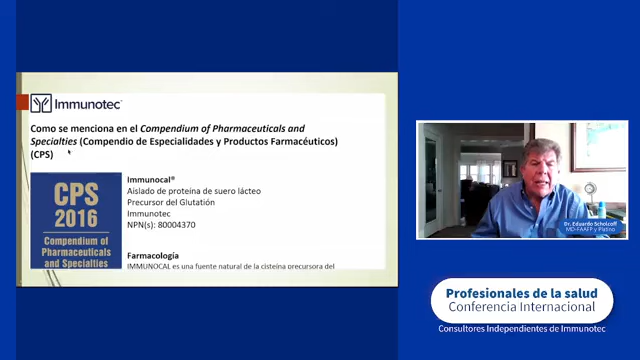 Immunotec
Como se menciona en el Compendium of Pharmaceuticals and
Specialties (Compendio de Especialidades y Productos Farmacéuticos)
(CPS)
CPS
2016
Compendium of
Pharmaceuticals
and Specialties
Immunocal®
Aislado de proteína de suero lácteo
Precursor del Glutatión
Immunotec
NPN(s): 80004370
Farmacología
IMMUNOCAL es una fuente natural de la cisteína precursora del
Dr. Eduardo Scholcoff
MD-FAAFP y Platino
Profesionales de la salud
Conferencia Internacional
Consultores Independientes de Immunotec